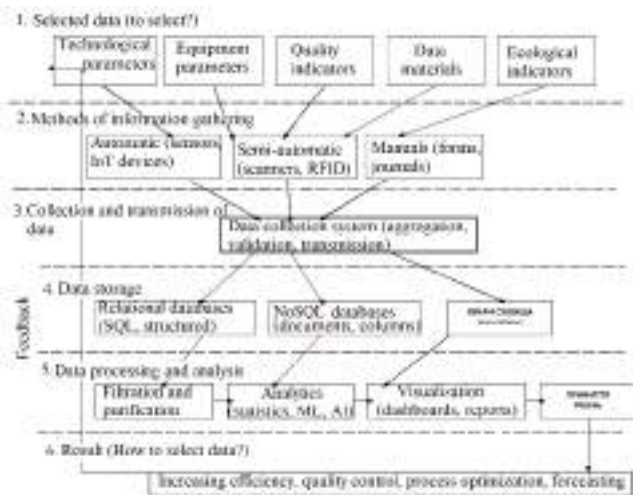 1. Selected data (to select?)
Technological
parameters
Equipment
parameters
Quality
indicators
Data
materials
Ecological
indicators
2. Methods of information gathering
Automatic (sensors,
IoT devices)
Semi-automatic
(scanners, RFID)
Manuals (forms,
journals)
3. Collection and transmission of
data
Data collection system (aggregation,
validation, transmission)
4. Data storage
Relational databases
(SQL, structured)
NoSQL databases
(documents, columns)
Feedback
5. Data processing and analysis
Filtration and
purification
Analytics
(statistics, ML, AI)
Visualisation
(dashboards, reports)
6. Result (How to select data?)
Increasing efficiency, quality control, process optimization, forecasting